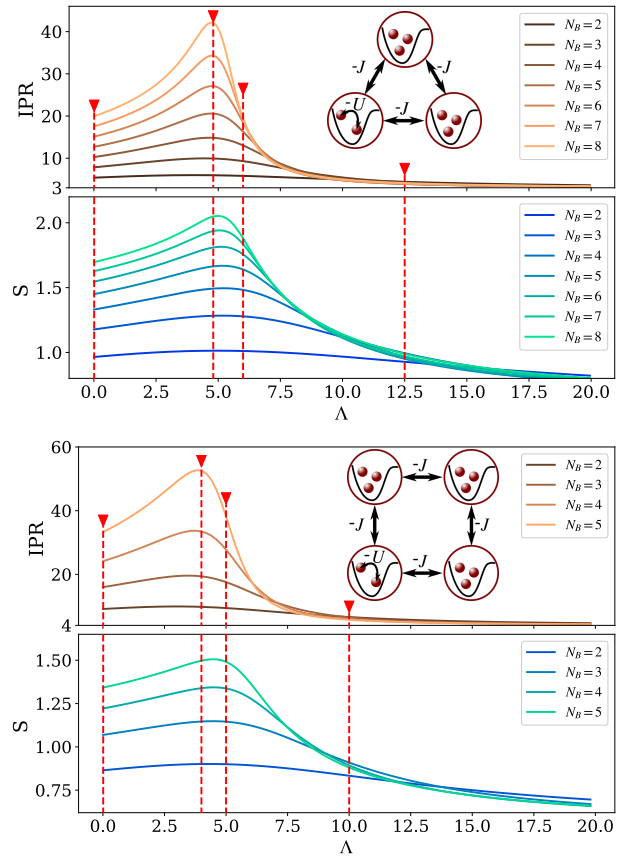 IPR
40
30
20
10
3
-J
-J
-U
-J
N_B = 2
N_B = 3
N_B = 4
N_B = 5
N_B = 6
N_B = 7
N_B = 8
S
2.0
1.5
1.0
N_B = 2
N_B = 3
N_B = 4
N_B = 5
N_B = 6
N_B = 7
N_B = 8
0.0 2.5 5.0 7.5 10.0 12.5 15.0 17.5 20.0
Λ
IPR
60
40
20
4
-J
-J
-J
-U
-J
N_B = 2
N_B = 3
N_B = 4
N_B = 5
S
1.50
1.25
1.00
0.75
N_B = 2
N_B = 3
N_B = 4
N_B = 5
0.0 2.5 5.0 7.5 10.0 12.5 15.0 17.5 20.0
Λ